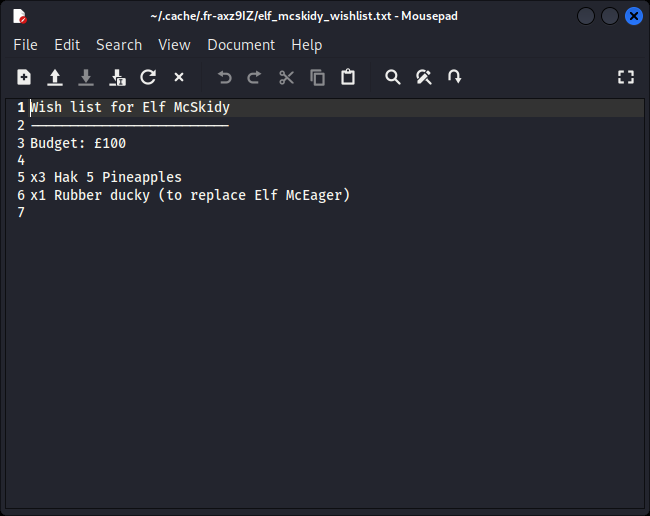 ~/.cache/.fr-axz9IZ/elf_mcskidy_wishlist.txt - Mousepad
File Edit Search View Document Help
1 Wish list for Elf McSkidy
2 -------------------------
3 Budget: £100
4
5 x3 Hak 5 Pineapples
6 x1 Rubber ducky (to replace Elf McEager)
7